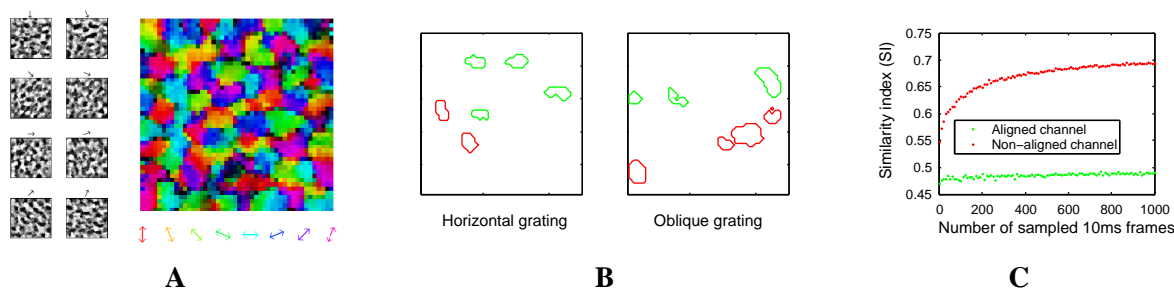 A
Horizontal grating
Oblique grating
B
Similarity index (SI)
0.75
0.7
0.65
0.6
0.55
0.5
0.45
Aligned channel
Non−aligned channel
0 200 400 600 800 1000
Number of sampled 10ms frames
C